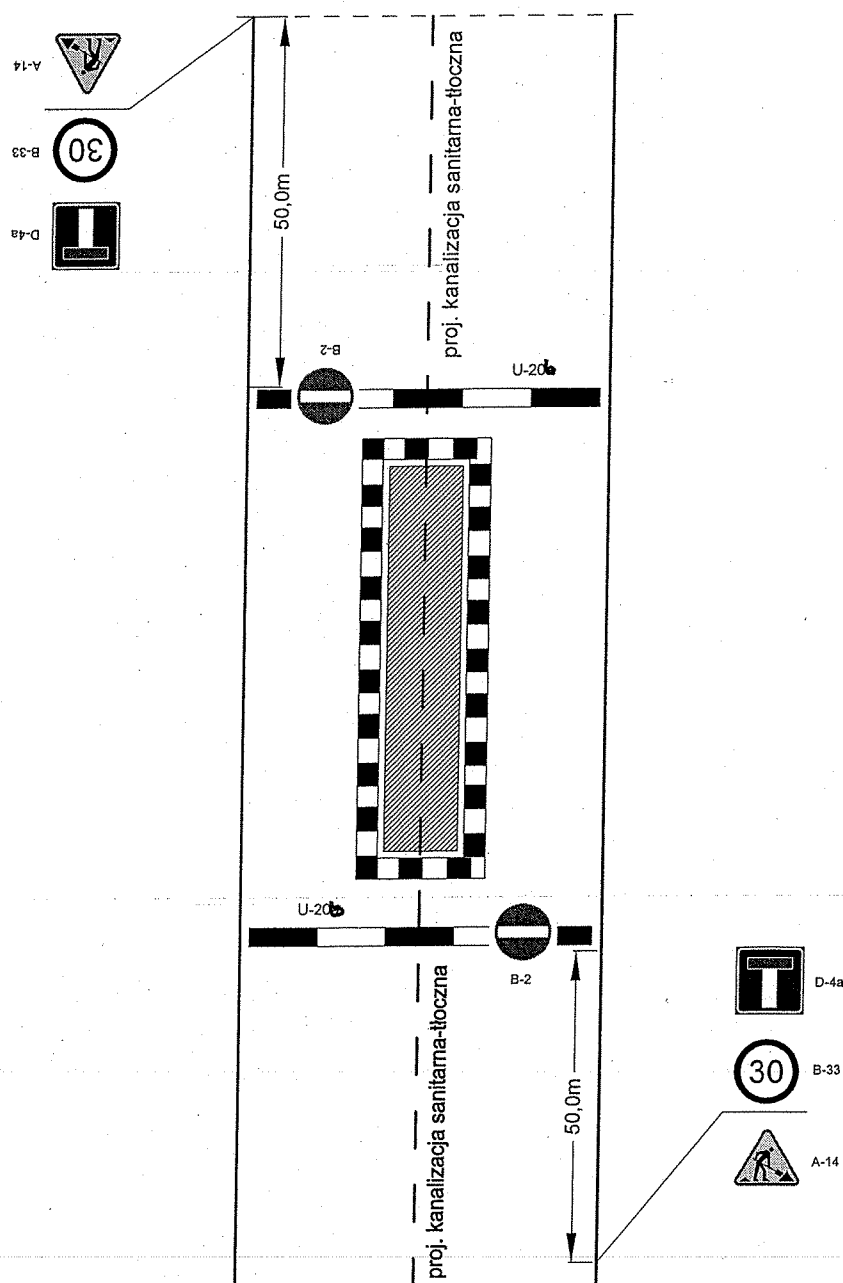 A-14
B-33
30
D-4a
50,0m
proj. kanalizacja sanitarna-tłoczna
B-2
U-20b
U-20b
B-2
proj. kanalizacja sanitarna-tłoczna
50,0m
D-4a
30
B-33
A-14